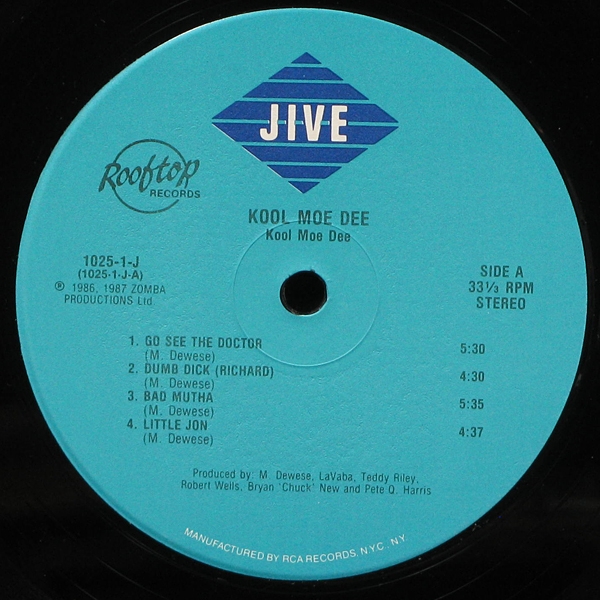 JIVE
Rooftop
RECORDS
KOOL MOE DEE
Kool Moe Dee
1025-1-J
(1025-1-J-A)
℗ 1986, 1987 ZOMBA
PRODUCTIONS Ltd.
SIDE A
33⅓ RPM
STEREO
1. GO SEE THE DOCTOR 5:30
(M. Dewese)
2. DUMB DICK (RICHARD) 4:30
(M. Dewese)
3. BAD MUTHA 5:35
(M. Dewese)
4. LITTLE JON 4:37
(M. Dewese)
Produced by: M. Dewese, LaVaba, Teddy Riley,
Robert Wells, Bryan 'Chuck' New and Pete Q. Harris
MANUFACTURED BY RCA RECORDS, N.Y.C., N.Y.